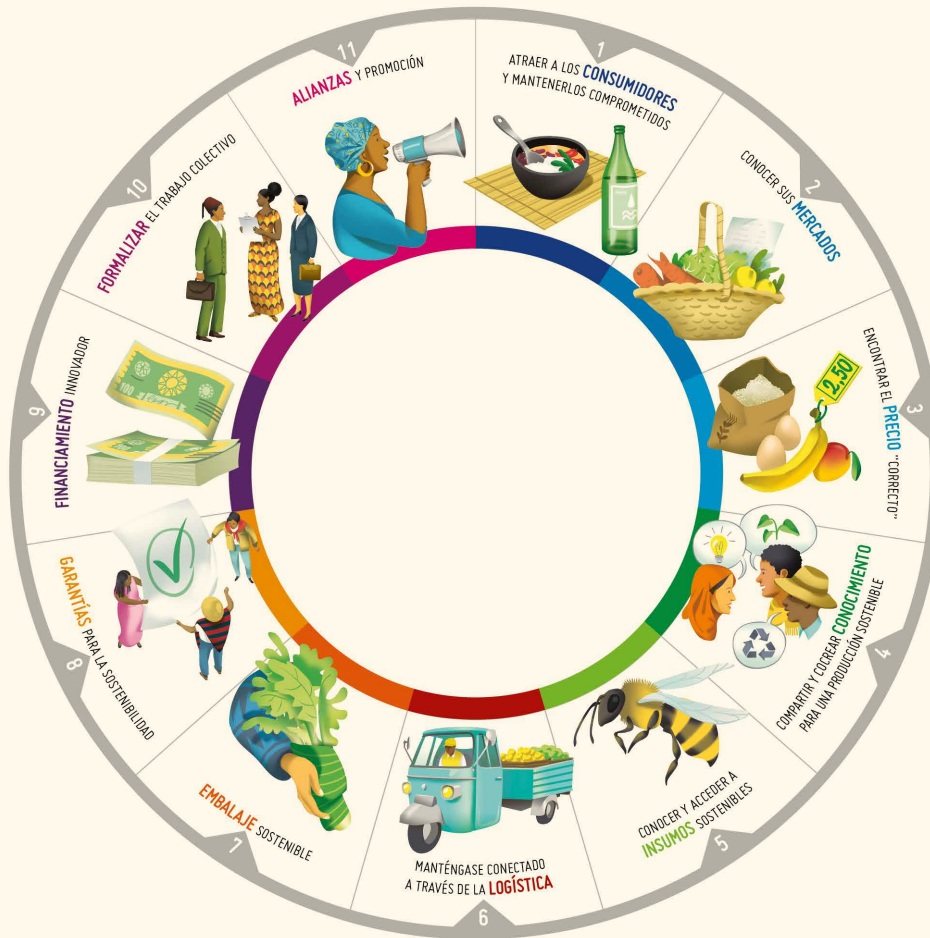 1
ATRAER A LOS CONSUMIDORES
Y MANTENERLOS COMPROMETIDOS
2
CONOCER SUS MERCADOS
3
ENCONTRAR EL PRECIO "CORRECTO"
2,50
4
COMPARTIR Y COCREAR CONOCIMIENTO
PARA UNA PRODUCCIÓN SOSTENIBLE
5
CONOCER Y ACCEDER A
INSUMOS SOSTENIBLES
6
MANTÉNGASE CONECTADO
A TRAVÉS DE LA LOGÍSTICA
7
EMBALAJE SOSTENIBLE
8
GARANTÍAS PARA LA SOSTENIBILIDAD
9
FINANCIAMIENTO INNOVADOR
100
10
FORMALIZAR EL TRABAJO COLECTIVO
11
ALIANZAS Y PROMOCIÓN